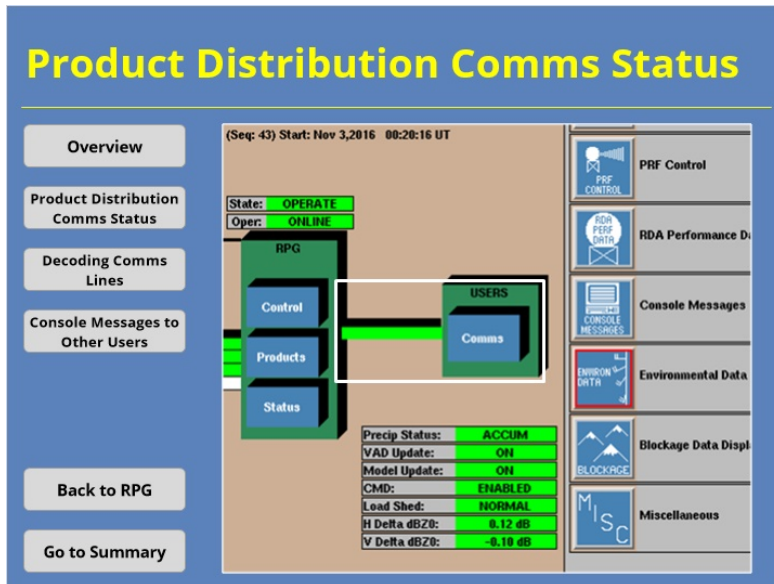 Product Distribution Comms Status
Overview
Product Distribution
Comms Status
Decoding Comms
Lines
Console Messages to
Other Users
Back to RPG
Go to Summary
(Seq: 43) Start: Nov 3,2016 00:20:16 UT
State: OPERATE
Oper: ONLINE
RPG
Control
Products
Status
USERS
Comms
Precip Status: ACCUM
VAD Update: ON
Model Update: ON
CMD: ENABLED
Load Shed: NORMAL
H Delta dBZ0: 0.12 dB
V Delta dBZ0: -0.10 dB
PRF
CONTROL
PRF Control
RDA
PERF
DATA
RDA Performance Da
CONSOLE
MESSAGES
Console Messages
ENVIRON
DATA
Environmental Data
BLOCKAGE
Blockage Data Displ
MISC
Miscellaneous